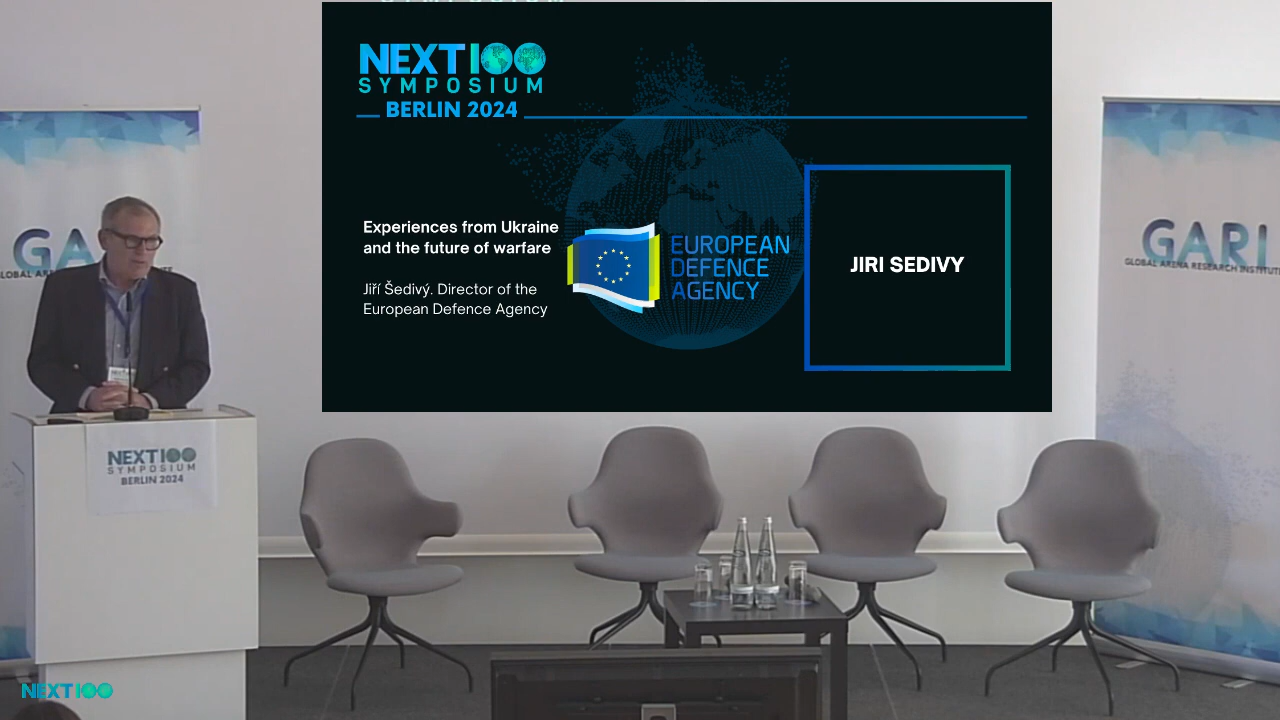 NEXT100
SYMPOSIUM
BERLIN 2024
Experiences from Ukraine
and the future of warfare
Jiří Šedivý. Director of the
European Defence Agency
EUROPEAN
DEFENCE
AGENCY
JIRI SEDIVY
GARI
GLOBAL ARENA RESEARCH INSTITUTE
NEXT100
SYMPOSIUM
BERLIN 2024
NEXT100